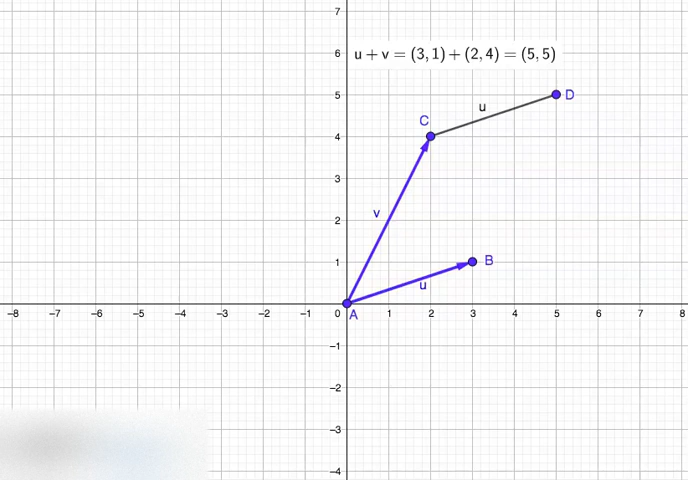 7
6
u + v = (3, 1) + (2, 4) = (5, 5)
5
D
u
C
4
3
v
2
1
B
u
−8 −7 −6 −5 −4 −3 −2 −1 0 1 2 3 4 5 6 7 8
A
−1
−2
−3
−4